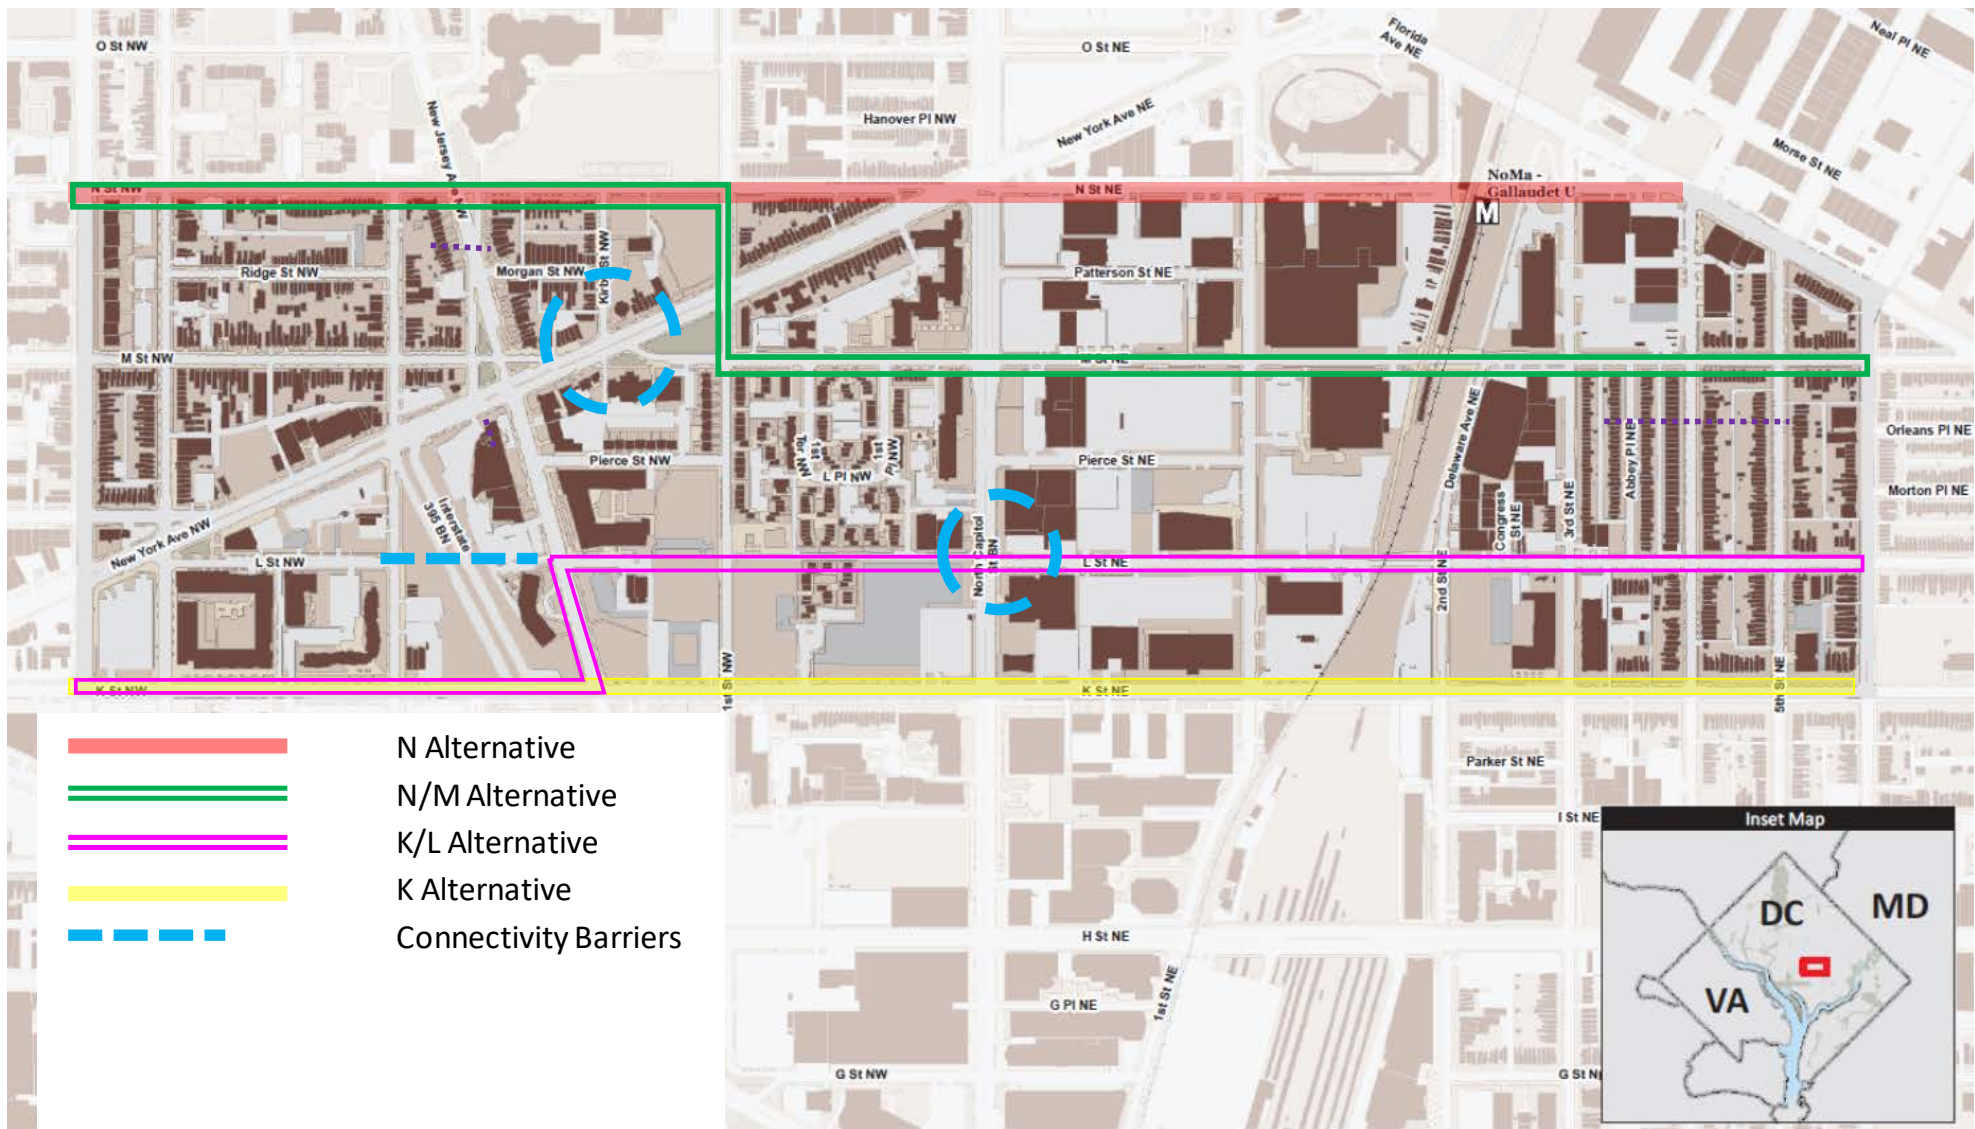 O St NW
O St NE
Florida
Ave NE
Neal Pl NE
New Jersey Ave NW
Hanover Pl NW
New York Ave NE
Morse St NE
N St NW
N St NE
NoMa -
Gallaudet U
M
Ridge St NW
Morgan St NW
Kirby St NW
Patterson St NE
M St NW
M St NE
Delaware Ave NE
Abbey Pl NE
Orleans Pl NE
Pierce St NW
1st
Ter NW
1st
Pl NW
L Pl NW
Pierce St NE
Morton Pl NE
New York Ave NW
Interstate
395 BN
L St NW
North Capitol
St BN
L St NE
2nd St NE
Congress
St NE
3rd St NE
K St NW
1st St NW
K St NE
5th St NE
N Alternative
N/M Alternative
K/L Alternative
K Alternative
Connectivity Barriers
Parker St NE
I St NE
H St NE
G Pl NE
1st St NE
G St NW
G St N
Inset Map
DC
MD
VA